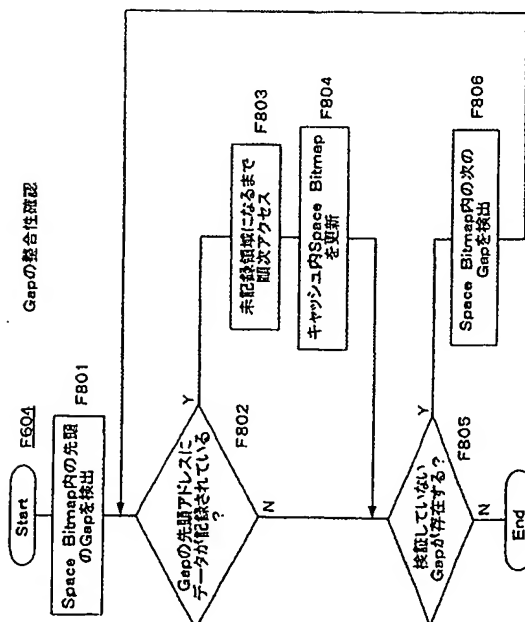 Gapの整合性確認
F604
Start
F801
Space Bitmap内の先頭
のGapを検出
F802
Gapの先頭アドレスに
データが記録されている
?
Y
N
F803
未記録領域になるまで
順次アクセス
F804
キャッシュ内Space Bitmap
を更新
F805
検証していない
Gapが存在する?
Y
N
F806
Space Bitmap内の次の
Gapを検出
End